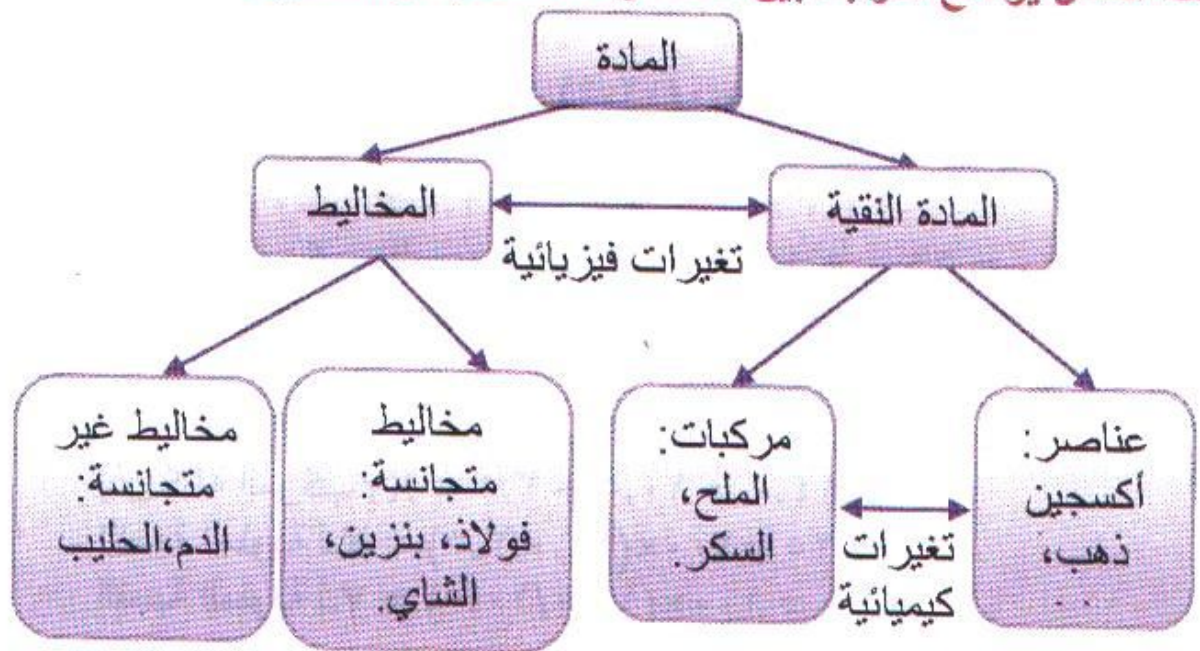 المادة
المادة النقية
المخاليط
تغيرات فيزيائية
عناصر:
أكسجين
ذهب،
. .
تغيرات
كيميائية
مركبات:
الملح،
السكر.
مخاليط
متجانسة:
فولاذ، بنزين،
الشاي.
مخاليط غير
متجانسة:
الدم،الحليب